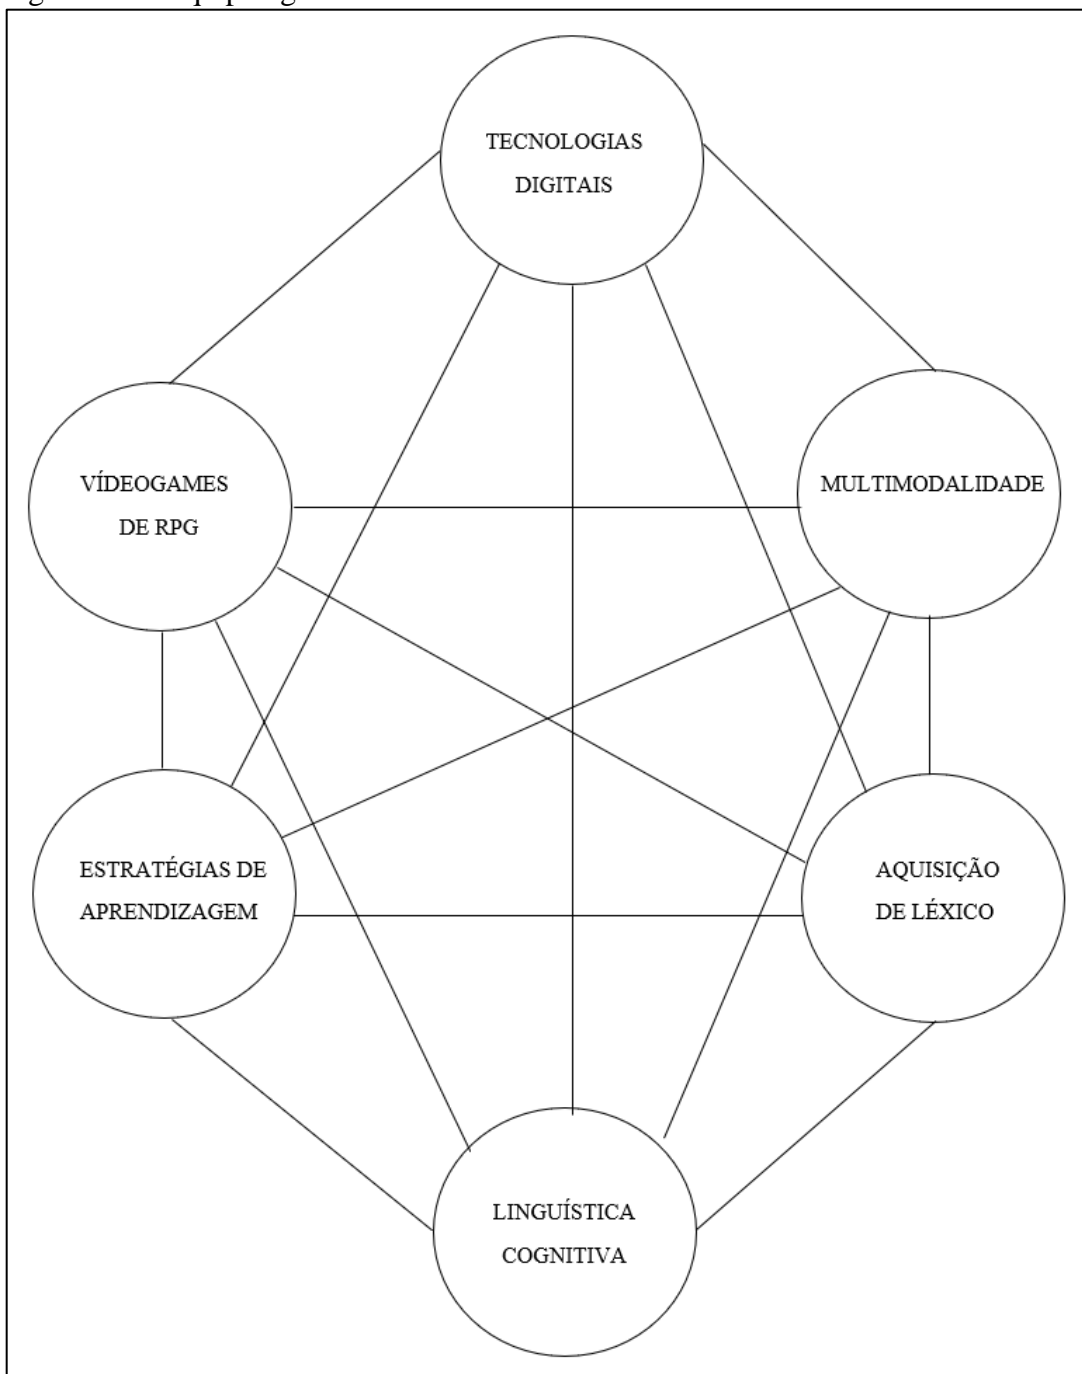 TECNOLOGIAS
DIGITAIS
VÍDEOGAMES
DE RPG
MULTIMODALIDADE
ESTRATÉGIAS DE
APRENDIZAGEM
AQUISIÇÃO
DE LÉXICO
LINGUÍSTICA
COGNITIVA